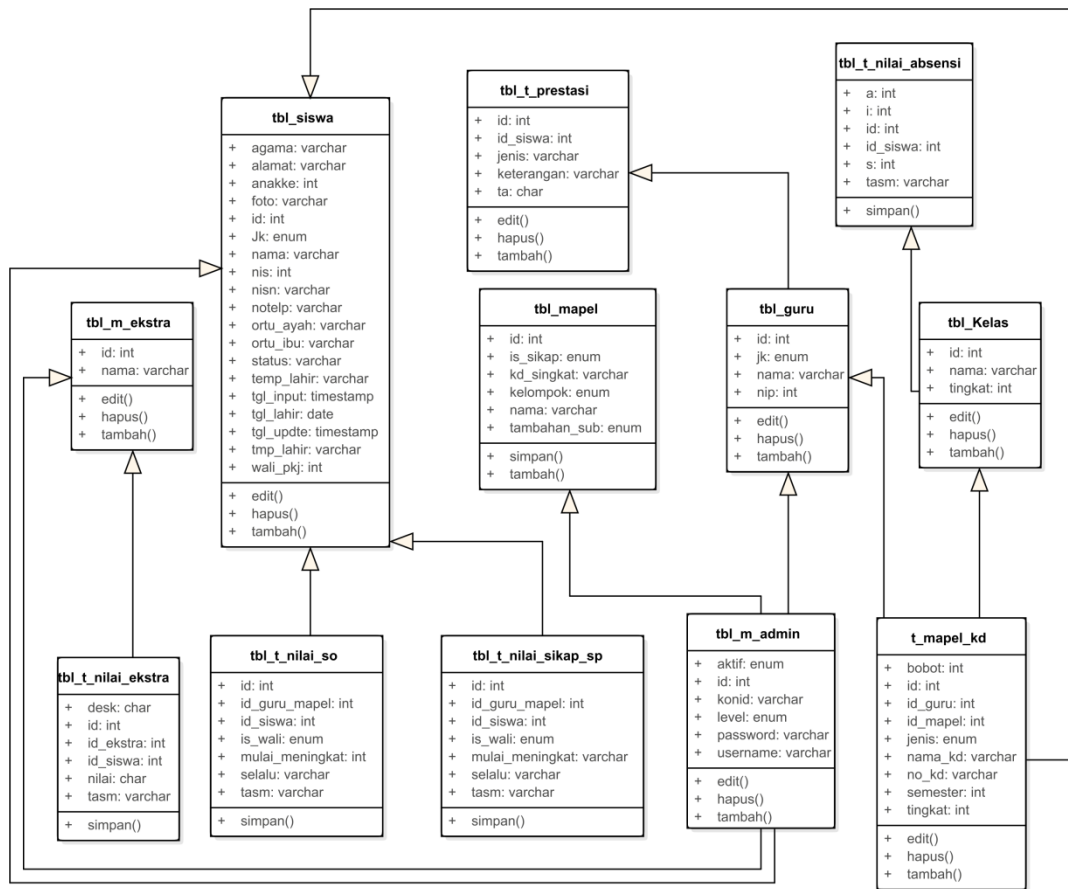 tbl_siswa
+ agama: varchar
+ alamat: varchar
+ anakke: int
+ foto: varchar
+ id: int
+ Jk: enum
+ nama: varchar
+ nis: int
+ nisn: varchar
+ notelp: varchar
+ ortu_ayah: varchar
+ ortu_ibu: varchar
+ status: varchar
+ temp_lahir: varchar
+ tgl_input: timestamp
+ tgl_lahir: date
+ tgl_updte: timestamp
+ tmp_lahir: varchar
+ wali_pkj: int
+ edit()
+ hapus()
+ tambah()
tbl_t_prestasi
+ id: int
+ id_siswa: int
+ jenis: varchar
+ keterangan: varchar
+ ta: char
+ edit()
+ hapus()
+ tambah()
tbl_t_nilai_absensi
+ a: int
+ i: int
+ id: int
+ id_siswa: int
+ s: int
+ tasm: varchar
+ simpan()
tbl_m_ekstra
+ id: int
+ nama: varchar
+ edit()
+ hapus()
+ tambah()
tbl_mapel
+ id: int
+ is_sikap: enum
+ kd_singkat: varchar
+ kelompok: enum
+ nama: varchar
+ tambahan_sub: enum
+ simpan()
+ tambah()
tbl_guru
+ id: int
+ jk: enum
+ nama: varchar
+ nip: int
+ edit()
+ hapus()
+ tambah()
tbl_Kelas
+ id: int
+ nama: varchar
+ tingkat: int
+ edit()
+ hapus()
+ tambah()
tbl_t_nilai_ekstra
+ desk: char
+ id: int
+ id_ekstra: int
+ id_siswa: int
+ nilai: char
+ tasm: varchar
+ simpan()
tbl_t_nilai_so
+ id: int
+ id_guru_mapel: int
+ id_siswa: int
+ is_wali: enum
+ mulai_meningkat: int
+ selalu: varchar
+ tasm: varchar
+ simpan()
tbl_t_nilai_sikap_sp
+ id: int
+ id_guru_mapel: int
+ id_siswa: int
+ is_wali: enum
+ mulai_meningkat: varchar
+ selalu: varchar
+ tasm: varchar
+ simpan()
tbl_m_admin
+ aktif: enum
+ id: int
+ konid: varchar
+ level: enum
+ password: varchar
+ username: varchar
+ edit()
+ hapus()
+ tambah()
t_mapel_kd
+ bobot: int
+ id: int
+ id_guru: int
+ id_mapel: int
+ jenis: enum
+ nama_kd: varchar
+ no_kd: varchar
+ semester: int
+ tingkat: int
+ edit()
+ hapus()
+ tambah()